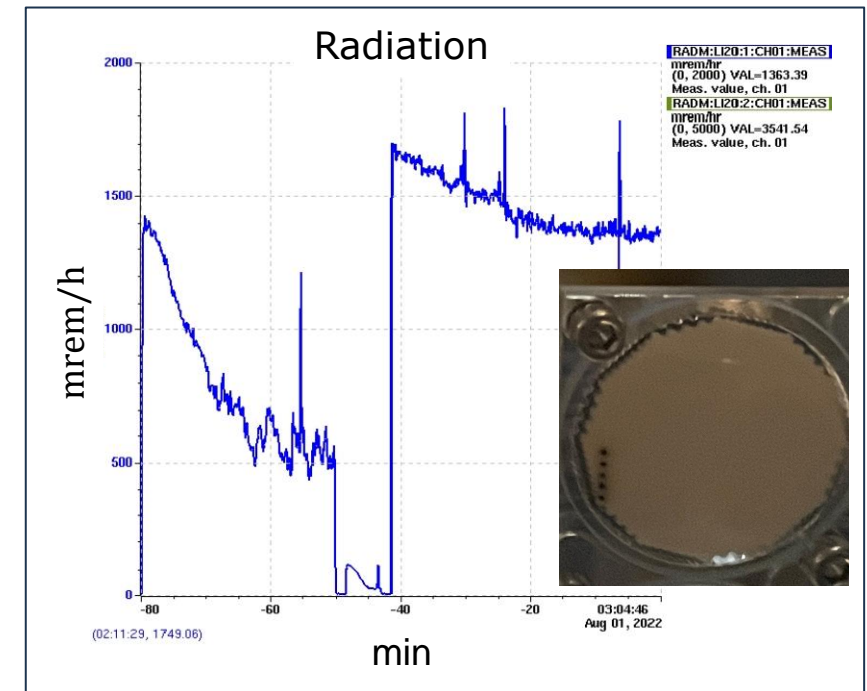 Radiation
RADM:LI20:1:CH01:MEAS
mrem/hr
(0, 2000) VAL=1363.39
Meas. value, ch. 01
RADM:LI20:2:CH01:MEAS
mrem/hr
(0, 5000) VAL=3541.54
Meas. value, ch. 01
mrem/h
2000
1500
1000
500
0
-80
-60
-40
-20
03:04:46
Aug 01, 2022
(02:11:29, 1749.06)
min